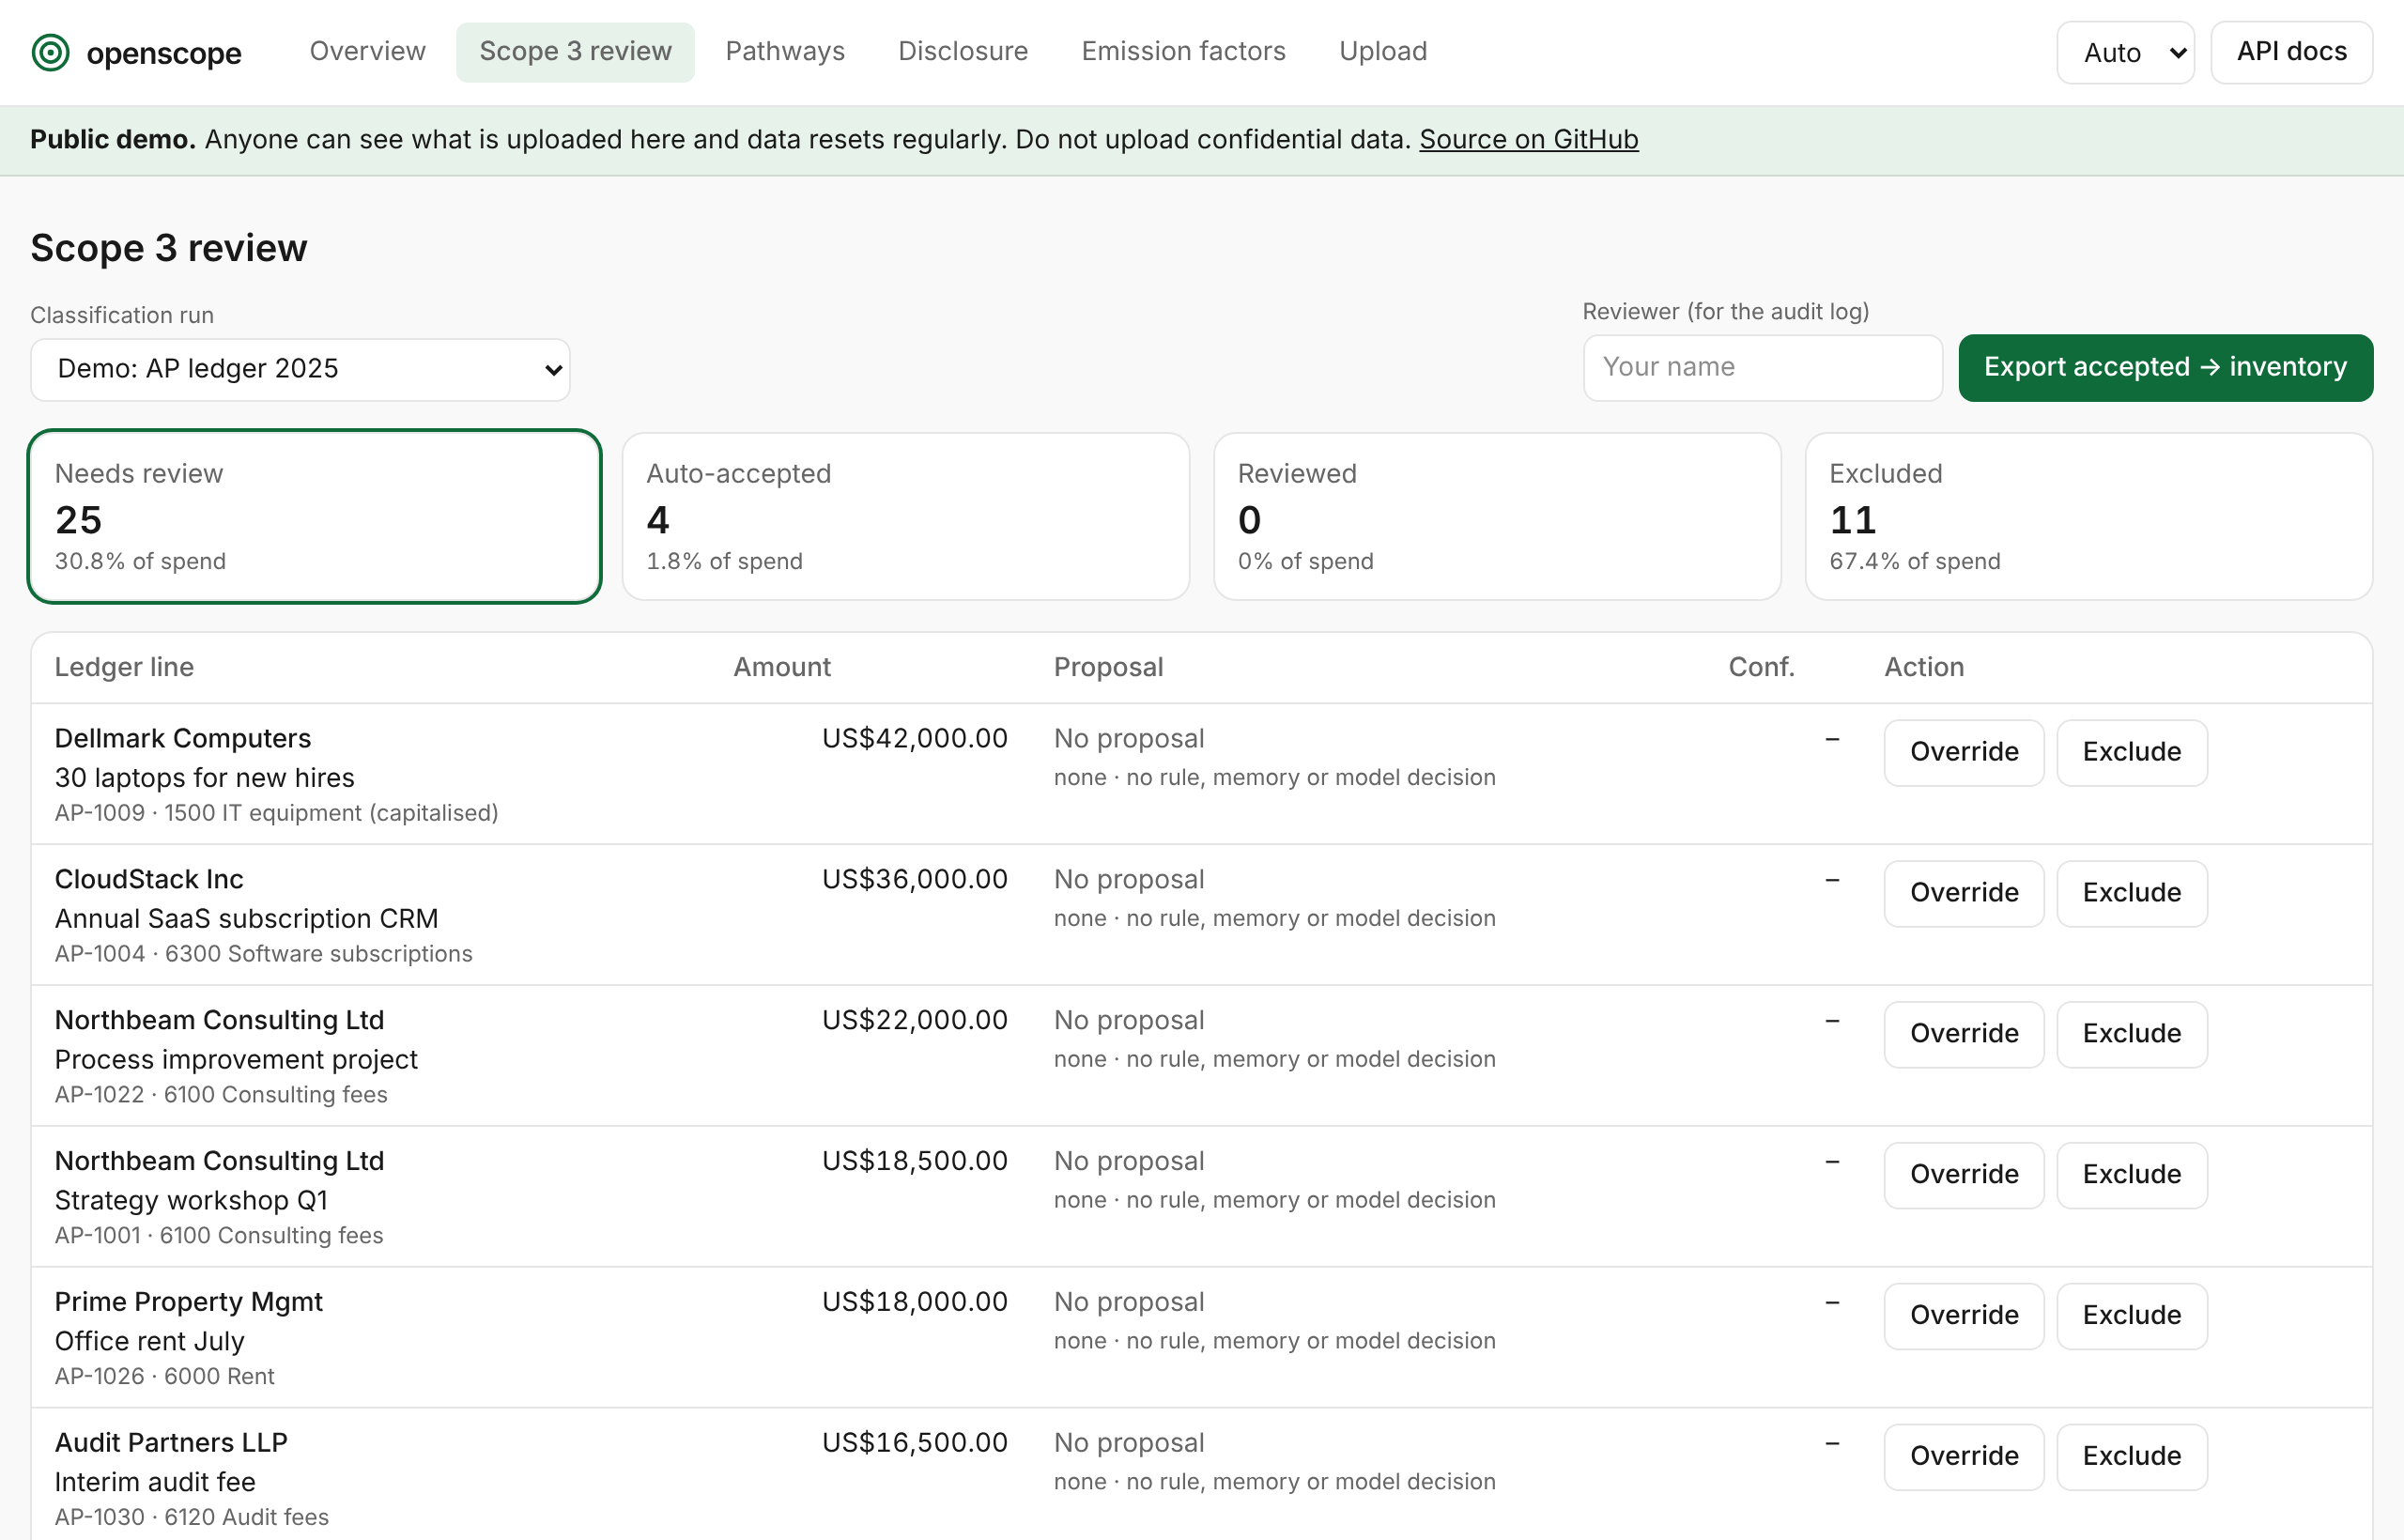 openscope
Overview
Scope 3 review
Pathways
Disclosure
Emission factors
Upload
Auto
API docs
Public demo. Anyone can see what is uploaded here and data resets regularly. Do not upload confidential data. Source on GitHub
Scope 3 review
Classification run
Demo: AP ledger 2025
Reviewer (for the audit log)
Your name
Export accepted → inventory
Needs review
25
30.8% of spend
Auto-accepted
4
1.8% of spend
Reviewed
0
0% of spend
Excluded
11
67.4% of spend
Ledger line Amount Proposal Conf. Action
Dellmark Computers US$42,000.00 No proposal – Override Exclude
30 laptops for new hires none · no rule, memory or model decision
AP-1009 · 1500 IT equipment (capitalised)
CloudStack Inc US$36,000.00 No proposal – Override Exclude
Annual SaaS subscription CRM none · no rule, memory or model decision
AP-1004 · 6300 Software subscriptions
Northbeam Consulting Ltd US$22,000.00 No proposal – Override Exclude
Process improvement project none · no rule, memory or model decision
AP-1022 · 6100 Consulting fees
Northbeam Consulting Ltd US$18,500.00 No proposal – Override Exclude
Strategy workshop Q1 none · no rule, memory or model decision
AP-1001 · 6100 Consulting fees
Prime Property Mgmt US$18,000.00 No proposal – Override Exclude
Office rent July none · no rule, memory or model decision
AP-1026 · 6000 Rent
Audit Partners LLP US$16,500.00 No proposal – Override Exclude
Interim audit fee none · no rule, memory or model decision
AP-1030 · 6120 Audit fees